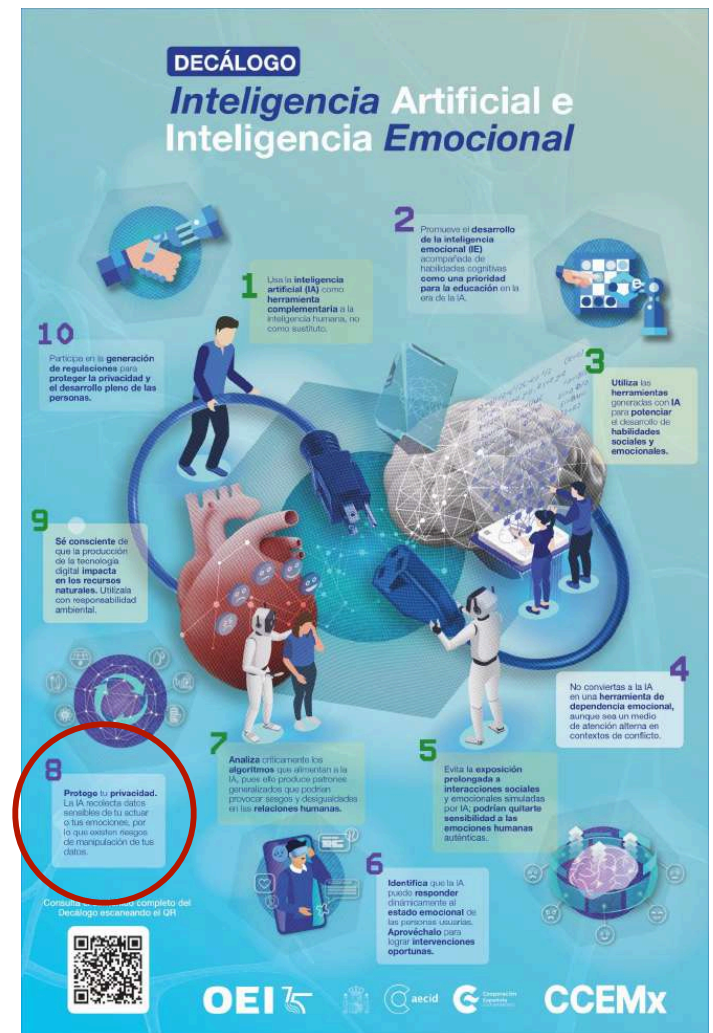 DECÁLOGO
Inteligencia Artificial e
Inteligencia Emocional
1
Usa la inteligencia
artificial (IA) como
herramienta
complementaria a la
inteligencia humana, no
como sustituto.
2
Promueve el desarrollo
de la inteligencia
emocional (IE)
acompañada de
habilidades cognitivas
como una prioridad
para la educación en la
era de la IA.
3
Utiliza las
herramientas
generadas con IA
para potenciar
el desarrollo de
habilidades
sociales y
emocionales.
4
No conviertas a la IA
en una herramienta de
dependencia emocional,
aunque sea un medio
de atención alterna en
contextos de conflicto.
5
Evita la exposición
prolongada a
interacciones sociales
y emocionales simuladas
por IA; podrían quitarte
sensibilidad a las
emociones humanas
auténticas.
6
Identifica que la IA
puede responder
dinámicamente al
estado emocional de
las personas usuarias.
Aprovéchalo para
lograr intervenciones
oportunas.
7
Analiza críticamente los
algoritmos que alimentan a la
IA, pues ello produce patrones
generalizados que podrían
provocar sesgos y desigualdades
en las relaciones humanas.
8
Protege tu privacidad.
La IA recolecta datos
sensibles de tu actuar
o tus emociones, por
lo que existen riesgos
de manipulación de tus
datos.
9
Sé consciente de
que la producción
de la tecnología
digital impacta
en los recursos
naturales. Utilízala
con responsabilidad
ambiental.
10
Participa en la generación
de regulaciones para
proteger la privacidad y
el desarrollo pleno de las
personas.
Consulta completo del
Decálogo escaneando el QR
OEI 75
aecid
Cooperación
Española
CCEMx